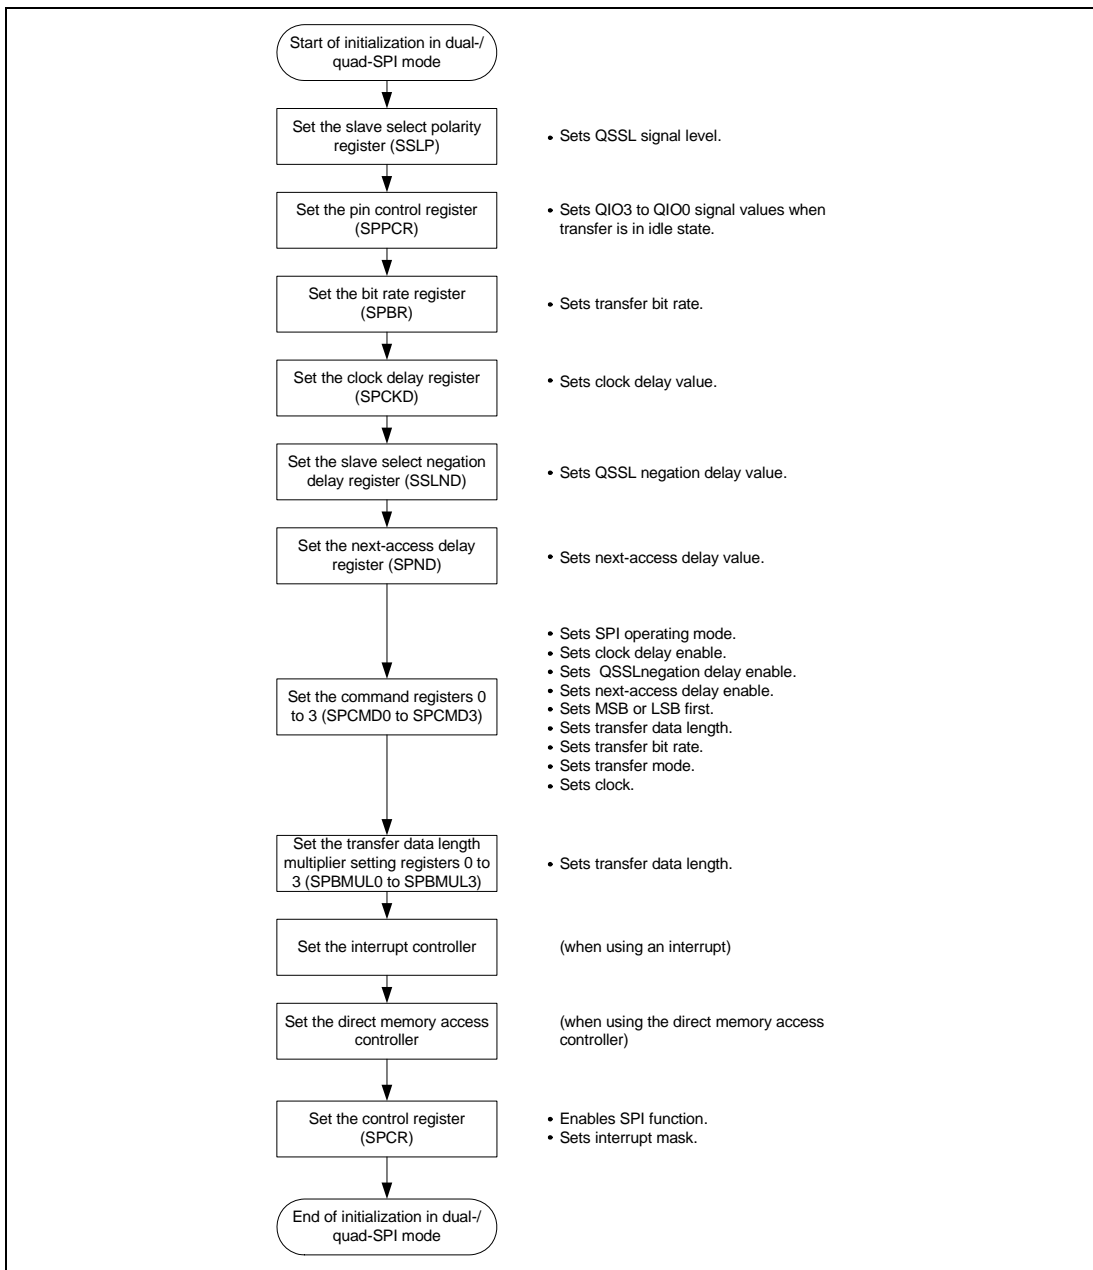 Start of initialization in dual-/
quad-SPI mode
Set the slave select polarity
register (SSLP)
• Sets QSSL signal level.
Set the pin control register
(SPPCR)
• Sets QIO3 to QIO0 signal values when
transfer is in idle state.
Set the bit rate register
(SPBR)
• Sets transfer bit rate.
Set the clock delay register
(SPCKD)
• Sets clock delay value.
Set the slave select negation
delay register (SSLND)
• Sets QSSL negation delay value.
Set the next-access delay
register (SPND)
• Sets next-access delay value.
Set the command registers 0
to 3 (SPCMD0 to SPCMD3)
• Sets SPI operating mode.
• Sets clock delay enable.
• Sets  QSSLnegation delay enable.
• Sets next-access delay enable.
• Sets MSB or LSB first.
• Sets transfer data length.
• Sets transfer bit rate.
• Sets transfer mode.
• Sets clock.
Set the transfer data length
multiplier setting registers 0 to
3 (SPBMUL0 to SPBMUL3)
• Sets transfer data length.
Set the interrupt controller
(when using an interrupt)
Set the direct memory access
controller
(when using the direct memory access
controller)
Set the control register
(SPCR)
• Enables SPI function.
• Sets interrupt mask.
End of initialization in dual-/
quad-SPI mode